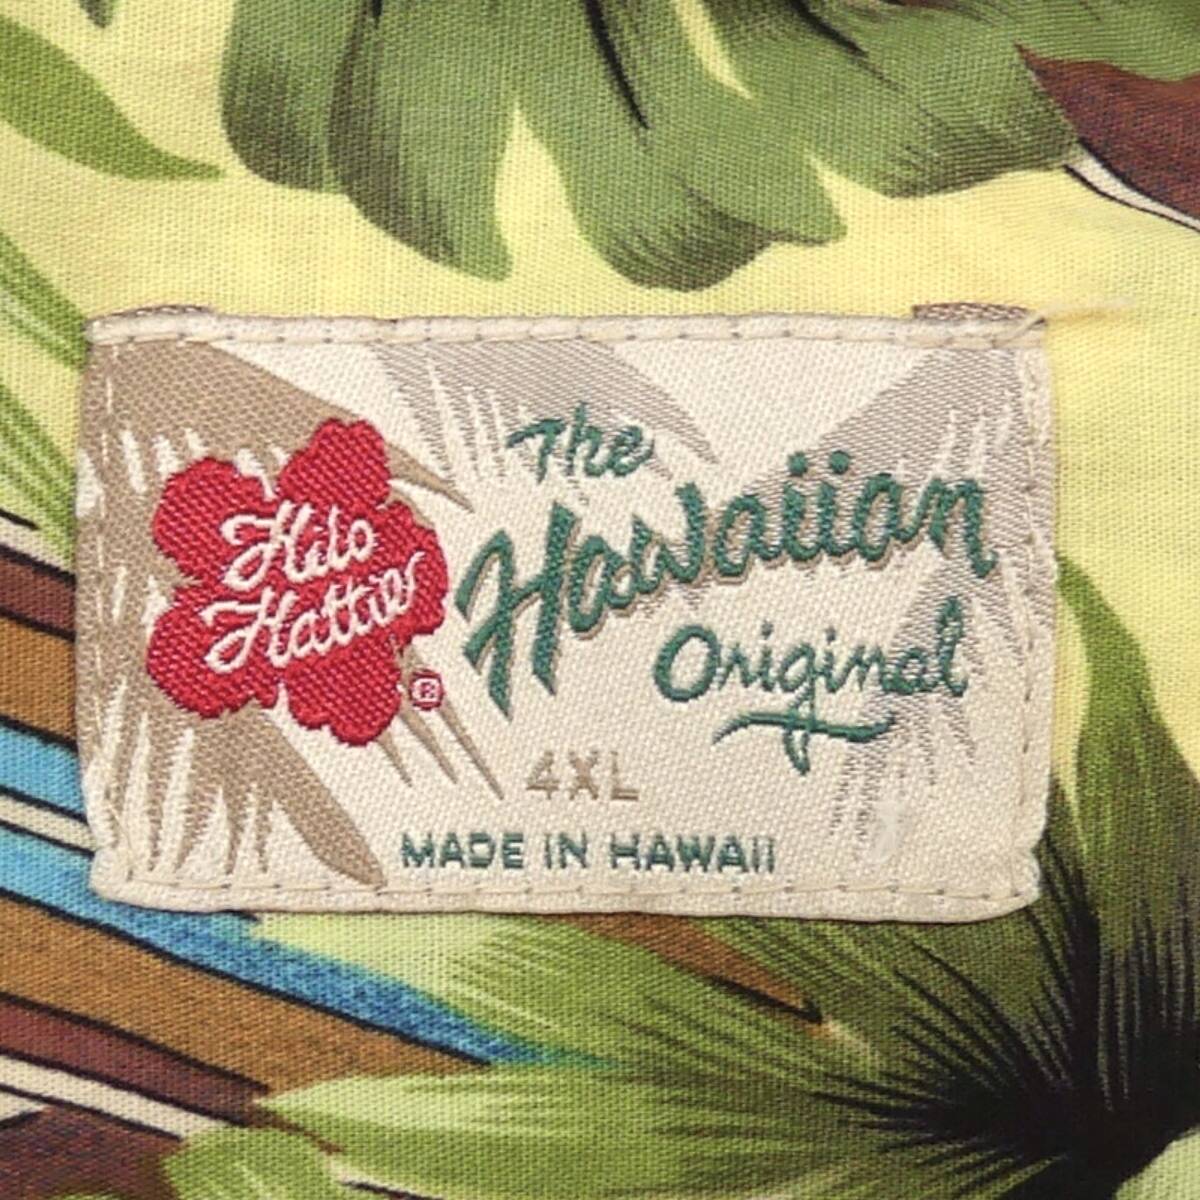 Hilo
Hattie®
The
Hawaiian
Original
4XL
MADE IN HAWAII